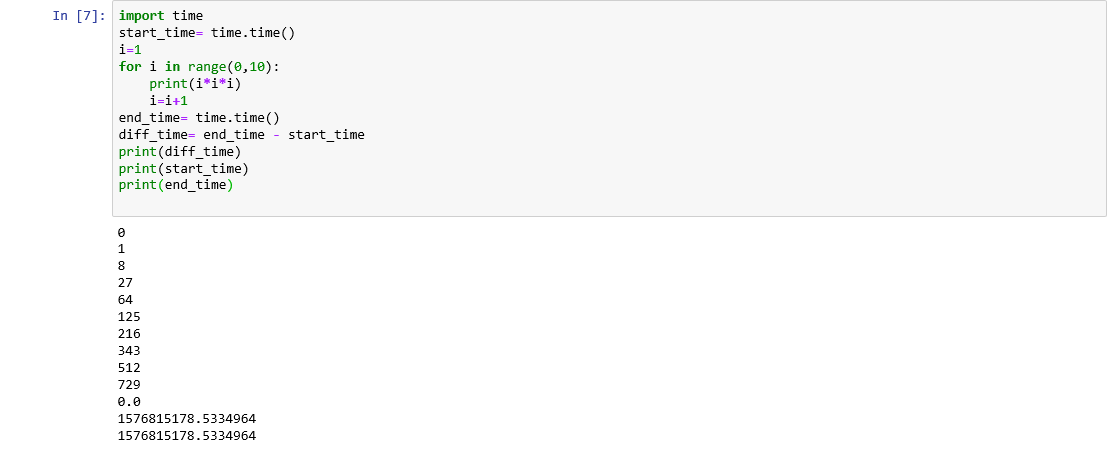 In [7]: import time
start_time= time.time()
i=1
for i in range(0,10):
    print(i*i*i)
    i=i+1
end_time= time.time()
diff_time= end_time - start_time
print(diff_time)
print(start_time)
print(end_time)
0
1
8
27
64
125
216
343
512
729
0.0
1576815178.5334964
1576815178.5334964